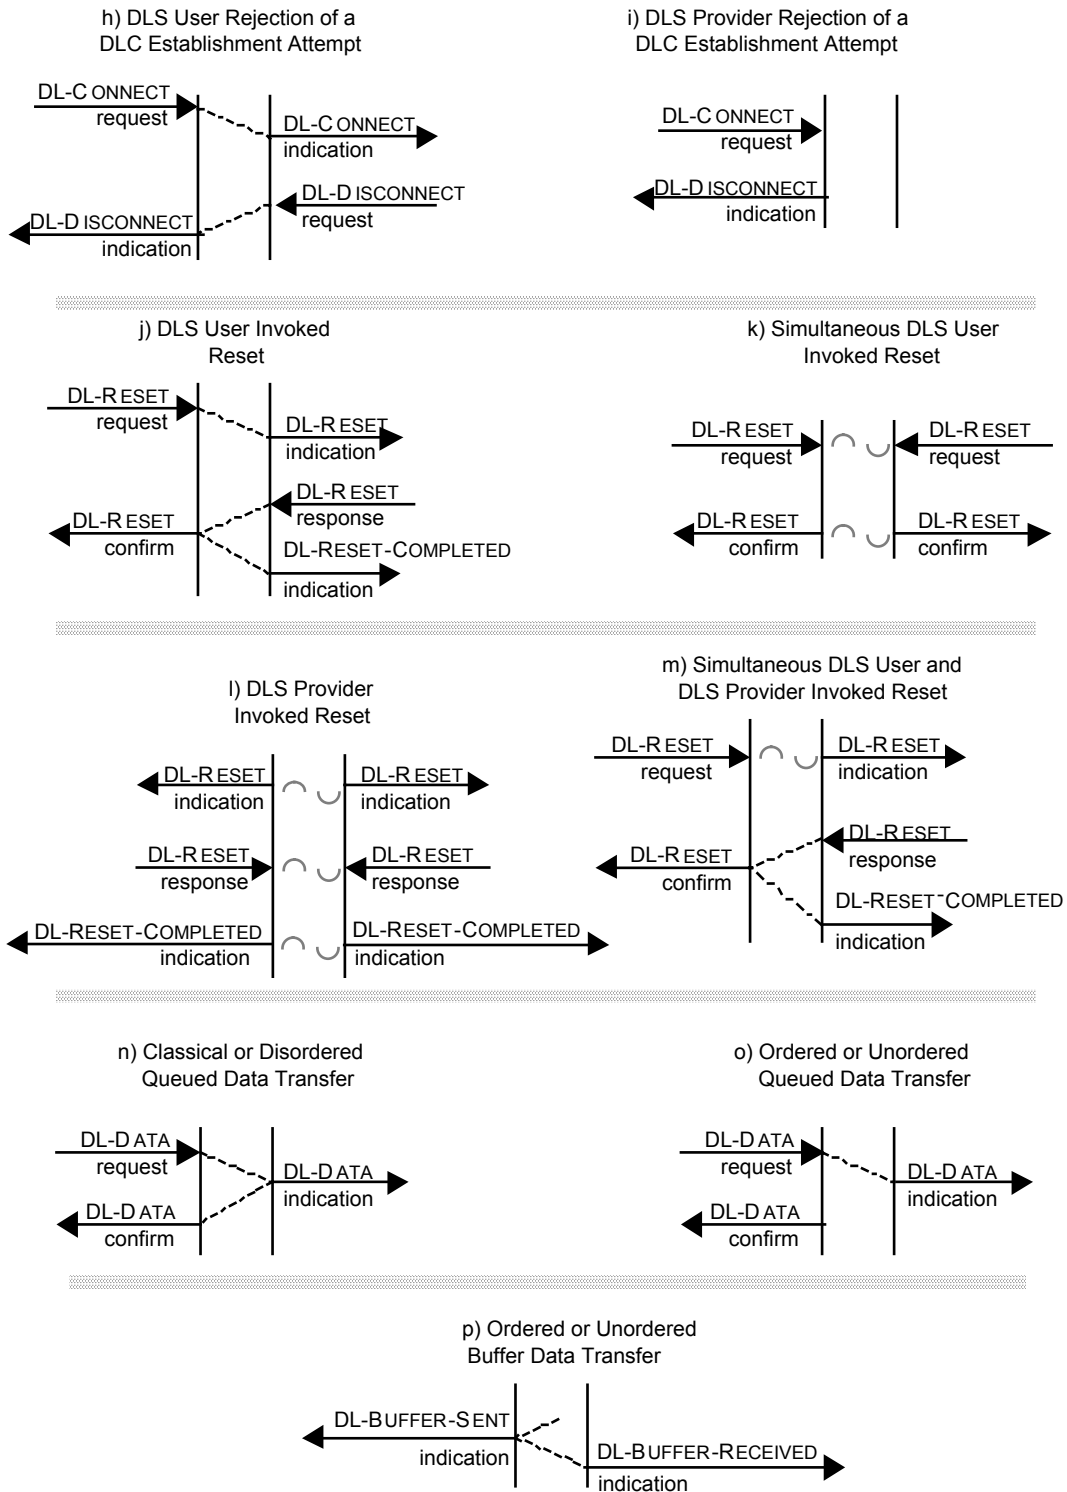 h) DLS User Rejection of a
DLC Establishment Attempt
DL-CONNECT
request
DL-CONNECT
indication
DL-DISCONNECT
request
DL-DISCONNECT
indication
i) DLS Provider Rejection of a
DLC Establishment Attempt
DL-CONNECT
request
DL-DISCONNECT
indication
j) DLS User Invoked
Reset
DL-RESET
request
DL-RESET
indication
DL-RESET
response
DL-RESET
confirm
DL-RESET-COMPLETED
indication
k) Simultaneous DLS User
Invoked Reset
DL-RESET
request
DL-RESET
request
DL-RESET
confirm
DL-RESET
confirm
l) DLS Provider
Invoked Reset
DL-RESET
indication
DL-RESET
indication
DL-RESET
response
DL-RESET
response
DL-RESET-COMPLETED
indication
DL-RESET-COMPLETED
indication
m) Simultaneous DLS User and
DLS Provider Invoked Reset
DL-RESET
request
DL-RESET
indication
DL-RESET
response
DL-RESET
confirm
DL-RESET-COMPLETED
indication
n) Classical or Disordered
Queued Data Transfer
DL-DATA
request
DL-DATA
indication
DL-DATA
confirm
o) Ordered or Unordered
Queued Data Transfer
DL-DATA
request
DL-DATA
indication
DL-DATA
confirm
p) Ordered or Unordered
Buffer Data Transfer
DL-BUFFER-SENT
indication
DL-BUFFER-RECEIVED
indication